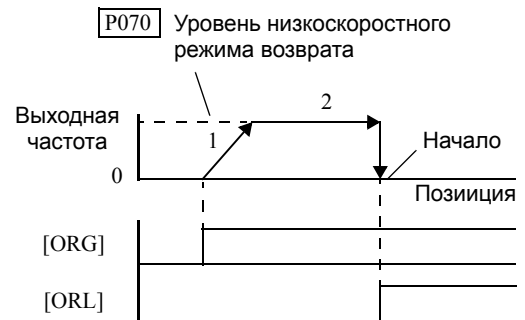 P070 Уровень низкоскоростного
режима возврата
Выходная
частота
2
1
Начало
0
Позииция
[ORG]
[ORL]